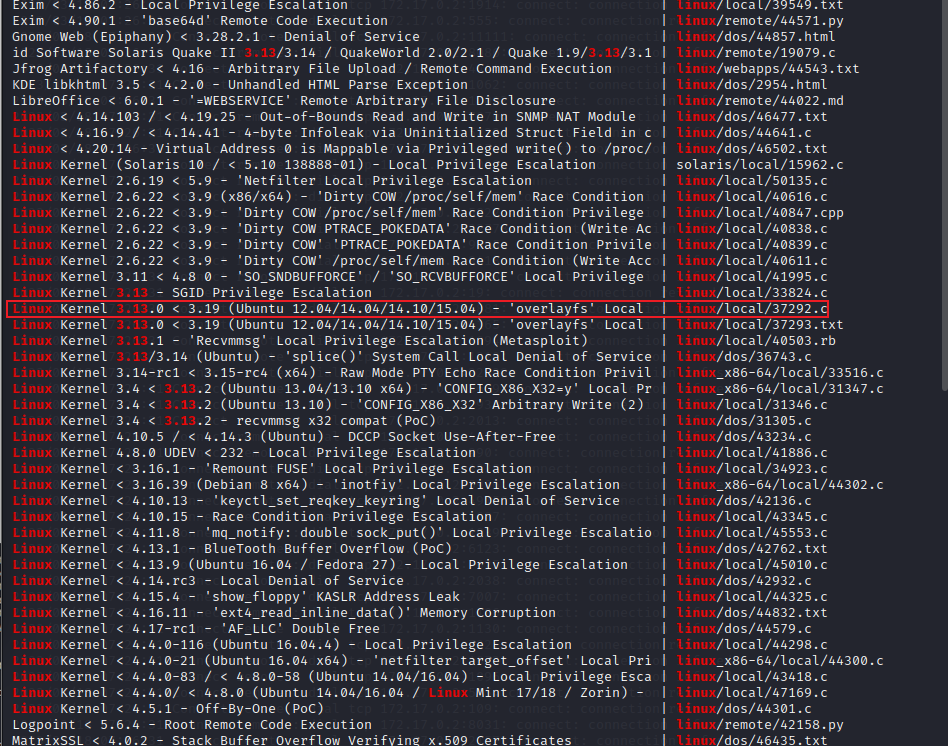 Exim < 4.86.2 - Local Privilege Escalation | linux/local/39549.txt
Exim < 4.90.1 - 'base64d' Remote Code Execution | linux/remote/44571.py
Gnome Web (Epiphany) < 3.28.2.1 - Denial of Service | linux/dos/44857.html
id Software Solaris Quake II 3.13/3.14 / QuakeWorld 2.0/2.1 / Quake 1.9/3.13/3.1 | linux/remote/19079.c
Jfrog Artifactory < 4.16 - Arbitrary File Upload / Remote Command Execution | linux/webapps/44543.txt
KDE libkhtml 3.5 < 4.2.0 - Unhandled HTML Parse Exception | linux/dos/2954.html
LibreOffice < 6.0.1 - '=WEBSERVICE' Remote Arbitrary File Disclosure | linux/remote/44022.md
Linux < 4.14.103 / < 4.19.25 - Out-of-Bounds Read and Write in SNMP NAT Module | linux/dos/46477.txt
Linux < 4.16.9 / < 4.14.41 - 4-byte Infoleak via Uninitialized Struct Field in c | linux/dos/44641.c
Linux < 4.20.14 - Virtual Address 0 is Mappable via Privileged write() to /proc/ | linux/dos/46502.txt
Linux Kernel (Solaris 10 / < 5.10 138888-01) - Local Privilege Escalation | solaris/local/15962.c
Linux Kernel 2.6.19 < 5.9 - 'Netfilter Local Privilege Escalation | linux/local/50135.c
Linux Kernel 2.6.22 < 3.9 (x86/x64) - 'Dirty COW /proc/self/mem' Race Condition | linux/local/40616.c
Linux Kernel 2.6.22 < 3.9 - 'Dirty COW /proc/self/mem' Race Condition Privilege | linux/local/40847.cpp
Linux Kernel 2.6.22 < 3.9 - 'Dirty COW PTRACE_POKEDATA' Race Condition (Write Ac | linux/local/40838.c
Linux Kernel 2.6.22 < 3.9 - 'Dirty COW' 'PTRACE_POKEDATA' Race Condition Privile | linux/local/40839.c
Linux Kernel 2.6.22 < 3.9 - 'Dirty COW' /proc/self/mem Race Condition (Write Acc | linux/local/40611.c
Linux Kernel 3.11 < 4.8 0 - 'SO_SNDBUFFORCE' / 'SO_RCVBUFFORCE' Local Privilege | linux/local/41995.c
Linux Kernel 3.13 - SGID Privilege Escalation | linux/local/33824.c
Linux Kernel 3.13.0 < 3.19 (Ubuntu 12.04/14.04/14.10/15.04) - 'overlayfs' Local | linux/local/37292.c
Linux Kernel 3.13.0 < 3.19 (Ubuntu 12.04/14.04/14.10/15.04) - 'overlayfs' Local | linux/local/37293.txt
Linux Kernel 3.13.1 - 'Recvmmsg' Local Privilege Escalation (Metasploit) | linux/local/40503.rb
Linux Kernel 3.13/3.14 (Ubuntu) - 'splice()' System Call Local Denial of Service | linux/dos/36743.c
Linux Kernel 3.14-rc1 < 3.15-rc4 (x64) - Raw Mode PTY Echo Race Condition Privil | linux_x86-64/local/33516.c
Linux Kernel 3.4 < 3.13.2 (Ubuntu 13.04/13.10 x64) - 'CONFIG_X86_X32=y' Local Pr | linux_x86-64/local/31347.c
Linux Kernel 3.4 < 3.13.2 (Ubuntu 13.10) - 'CONFIG_X86_X32' Arbitrary Write (2) | linux/local/31346.c
Linux Kernel 3.4 < 3.13.2 - recvmmsg x32 compat (PoC) | linux/dos/31305.c
Linux Kernel 4.10.5 / < 4.14.3 (Ubuntu) - DCCP Socket Use-After-Free | linux/dos/43234.c
Linux Kernel 4.8.0 UDEV < 232 - Local Privilege Escalation | linux/local/41886.c
Linux Kernel < 3.16.1 - 'Remount FUSE' Local Privilege Escalation | linux/local/34923.c
Linux Kernel < 3.16.39 (Debian 8 x64) - 'inotfiy' Local Privilege Escalation | linux_x86-64/local/44302.c
Linux Kernel < 4.10.13 - 'keyctl_set_reqkey_keyring' Local Denial of Service | linux/dos/42136.c
Linux kernel < 4.10.15 - Race Condition Privilege Escalation | linux/local/43345.c
Linux Kernel < 4.11.8 - 'mq_notify: double sock_put()' Local Privilege Escalatio | linux/local/45553.c
Linux Kernel < 4.13.1 - BlueTooth Buffer Overflow (PoC) | linux/dos/42762.txt
Linux Kernel < 4.13.9 (Ubuntu 16.04 / Fedora 27) - Local Privilege Escalation | linux/local/45010.c
Linux Kernel < 4.14.rc3 - Local Denial of Service | linux/dos/42932.c
Linux Kernel < 4.15.4 - 'show_floppy' KASLR Address Leak | linux/local/44325.c
Linux Kernel < 4.16.11 - 'ext4_read_inline_data()' Memory Corruption | linux/dos/44832.txt
Linux Kernel < 4.17-rc1 - 'AF_LLC' Double Free | linux/dos/44579.c
Linux Kernel < 4.4.0-116 (Ubuntu 16.04.4) - Local Privilege Escalation | linux/local/44298.c
Linux Kernel < 4.4.0-21 (Ubuntu 16.04 x64) - 'netfilter target_offset' Local Pri | linux_x86-64/local/44300.c
Linux Kernel < 4.4.0-83 / < 4.8.0-58 (Ubuntu 14.04/16.04) - Local Privilege Esca | linux/local/43418.c
Linux Kernel < 4.4.0/ < 4.8.0 (Ubuntu 14.04/16.04 / Linux Mint 17/18 / Zorin) - | linux/local/47169.c
Linux Kernel < 4.5.1 - Off-By-One (PoC) | linux/dos/44301.c
Logpoint < 5.6.4 - Root Remote Code Execution | linux/remote/42158.py
MatrixSSL < 4.0.2 - Stack Buffer Overflow Verifying x.509 Certificates | linux/dos/46435.txt